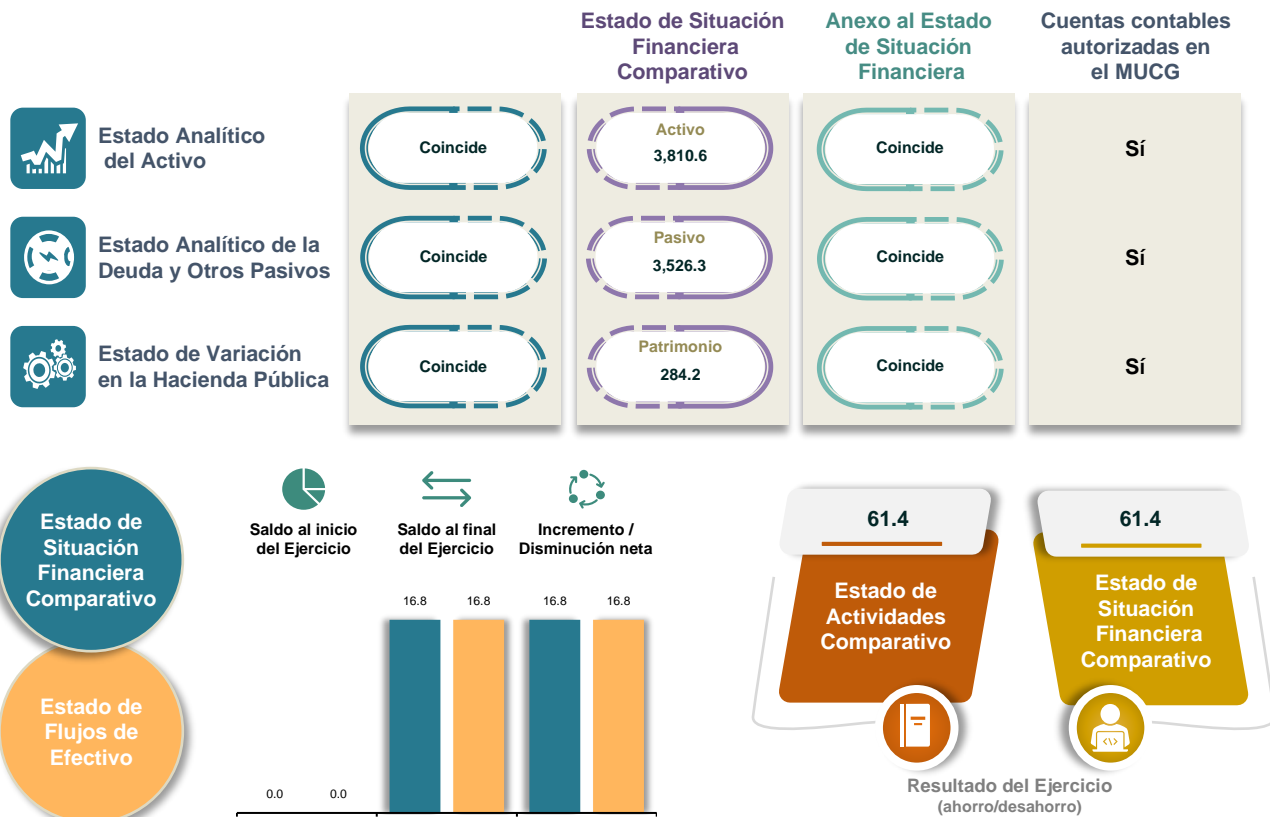 Estado de Situación
Financiera
Comparativo
Anexo al Estado
de Situación
Financiera
Cuentas contables
autorizadas en
el MUCG
Estado Analítico
del Activo
Coincide
Activo
3,810.6
Coincide
Sí
Estado Analítico de la
Deuda y Otros Pasivos
Coincide
Pasivo
3,526.3
Coincide
Sí
Estado de Variación
en la Hacienda Pública
Coincide
Patrimonio
284.2
Coincide
Sí
Estado de
Situación
Financiera
Comparativo
Estado de
Flujos de
Efectivo
Saldo al inicio
del Ejercicio
Saldo al final
del Ejercicio
Incremento /
Disminución neta
0.0 0.0
16.8 16.8
16.8 16.8
61.4
Estado de
Actividades
Comparativo
61.4
Estado de
Situación
Financiera
Comparativo
Resultado del Ejercicio
(ahorro/desahorro)